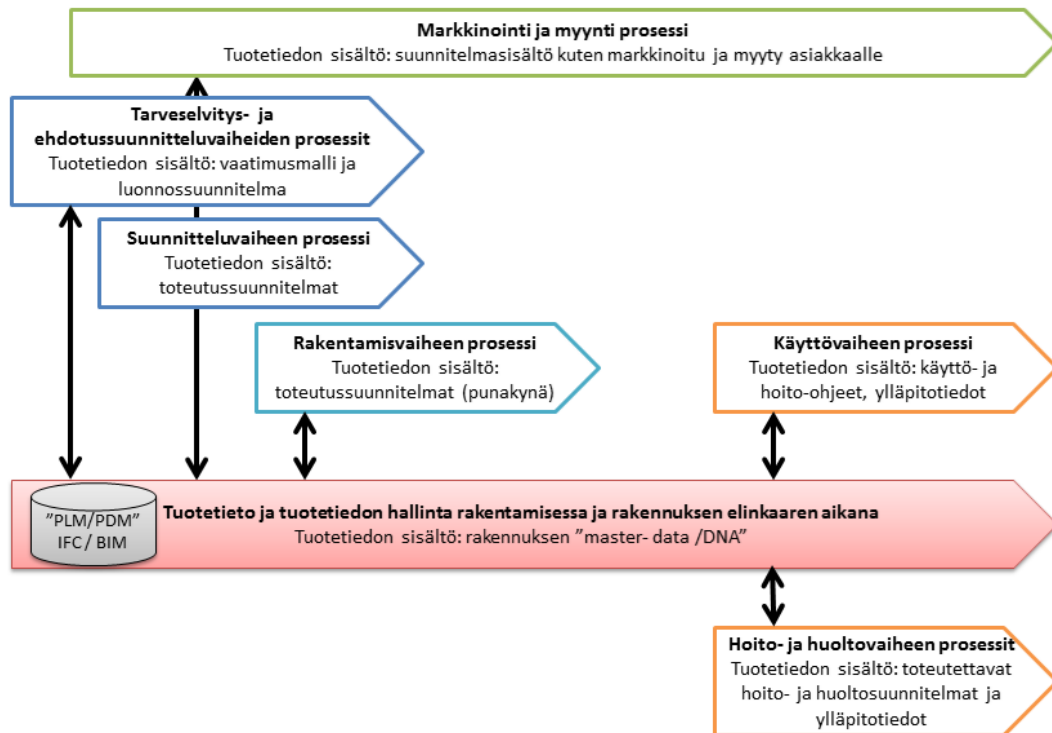 Markkinointi ja myynti prosessi
Tuotetiedon sisältö: suunnitelmasisältö kuten markkinoitu ja myyty asiakkaalle
Tarveselvitys- ja
ehdotussuunnitteluvaiheiden prosessit
Tuotetiedon sisältö: vaatimusmalli ja
luonnossuunnitelma
Suunnitteluvaiheen prosessi
Tuotetiedon sisältö:
toteutussuunnitelmat
Rakentamisvaiheen prosessi
Tuotetiedon sisältö:
toteutussuunnitelmat (punakynä)
Käyttövaiheen prosessi
Tuotetiedon sisältö: käyttö- ja
hoito-ohjeet, ylläpitotiedot
"PLM/PDM"
IFC / BIM
Tuotetieto ja tuotetiedon hallinta rakentamisessa ja rakennuksen elinkaaren aikana
Tuotetiedon sisältö: rakennuksen ”master- data /DNA”
Hoito- ja huoltovaiheen prosessit
Tuotetiedon sisältö: toteutettavat
hoito- ja huoltosuunnitelmat ja
ylläpitotiedot